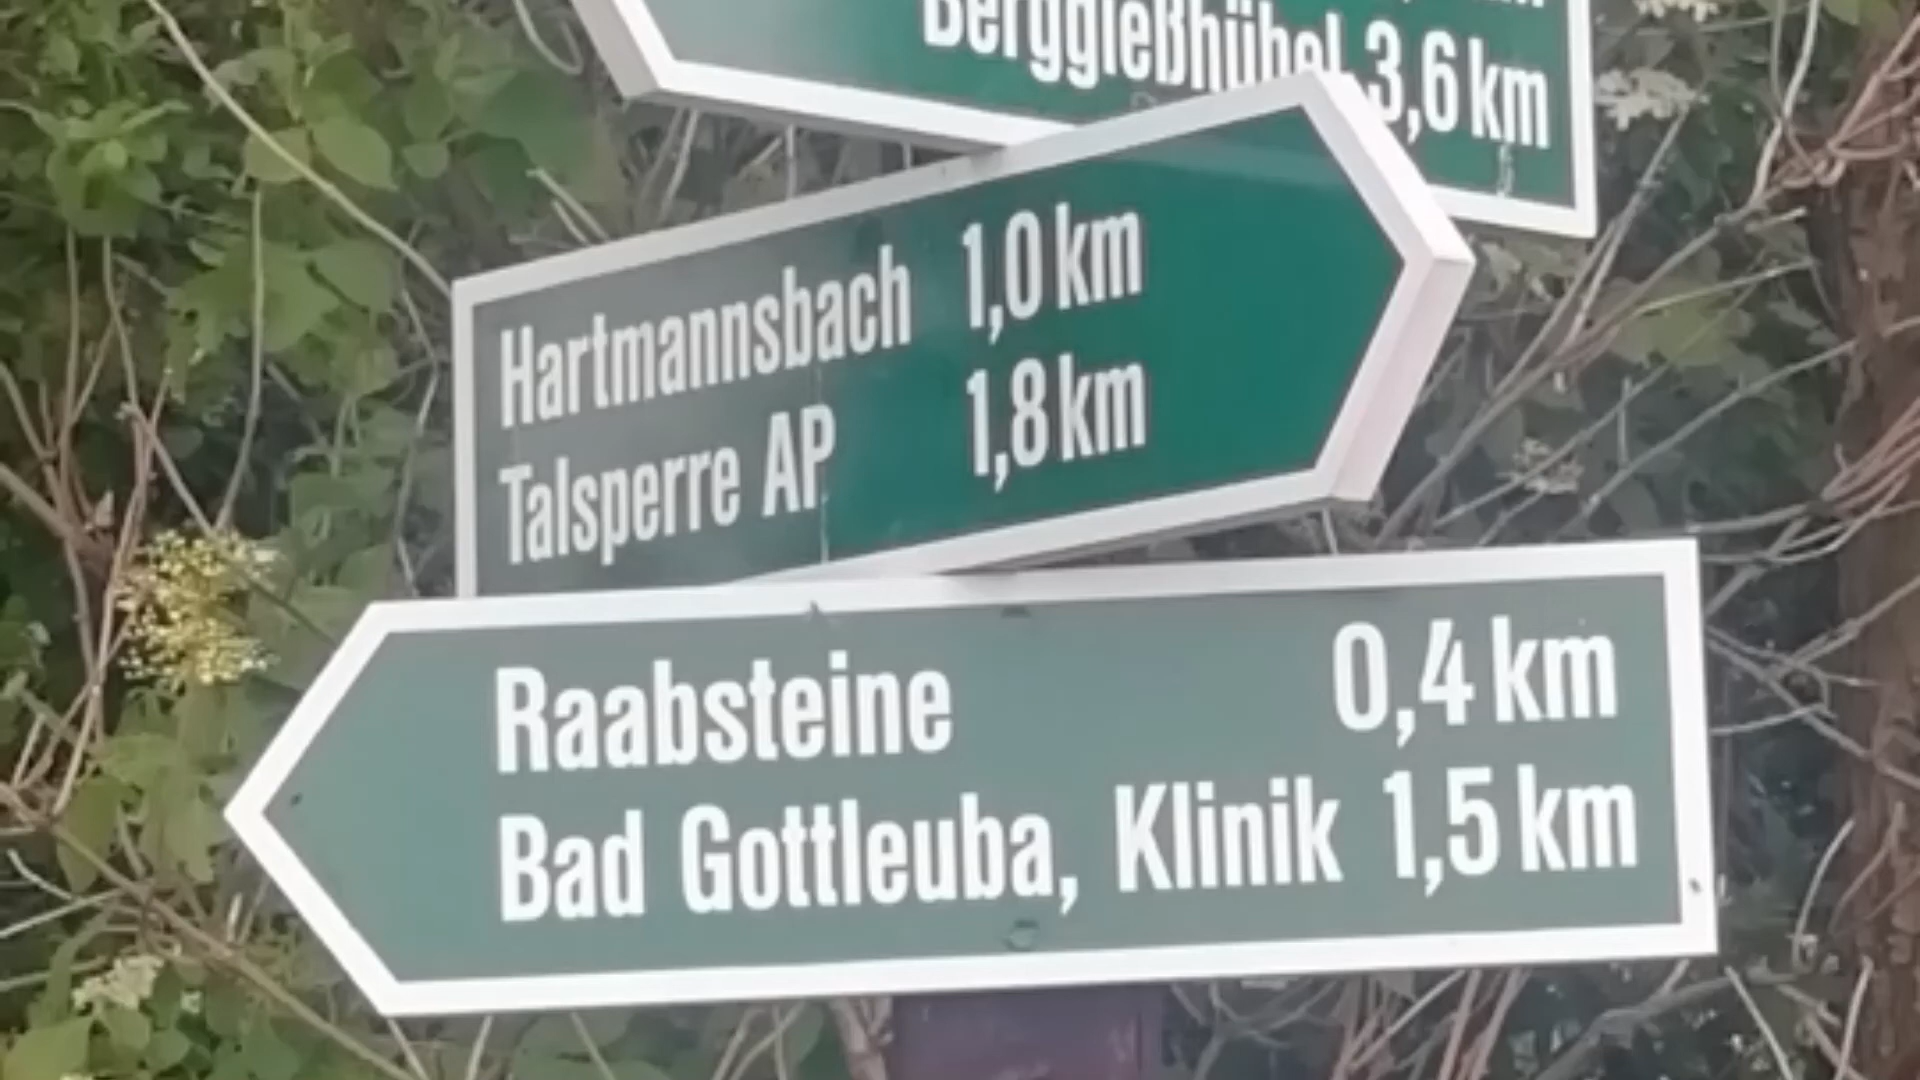 Berggießhübel 3,6 km
Hartmannsbach 1,0 km
Talsperre AP 1,8 km
Raabsteine 0,4 km
Bad Gottleuba, Klinik 1,5 km